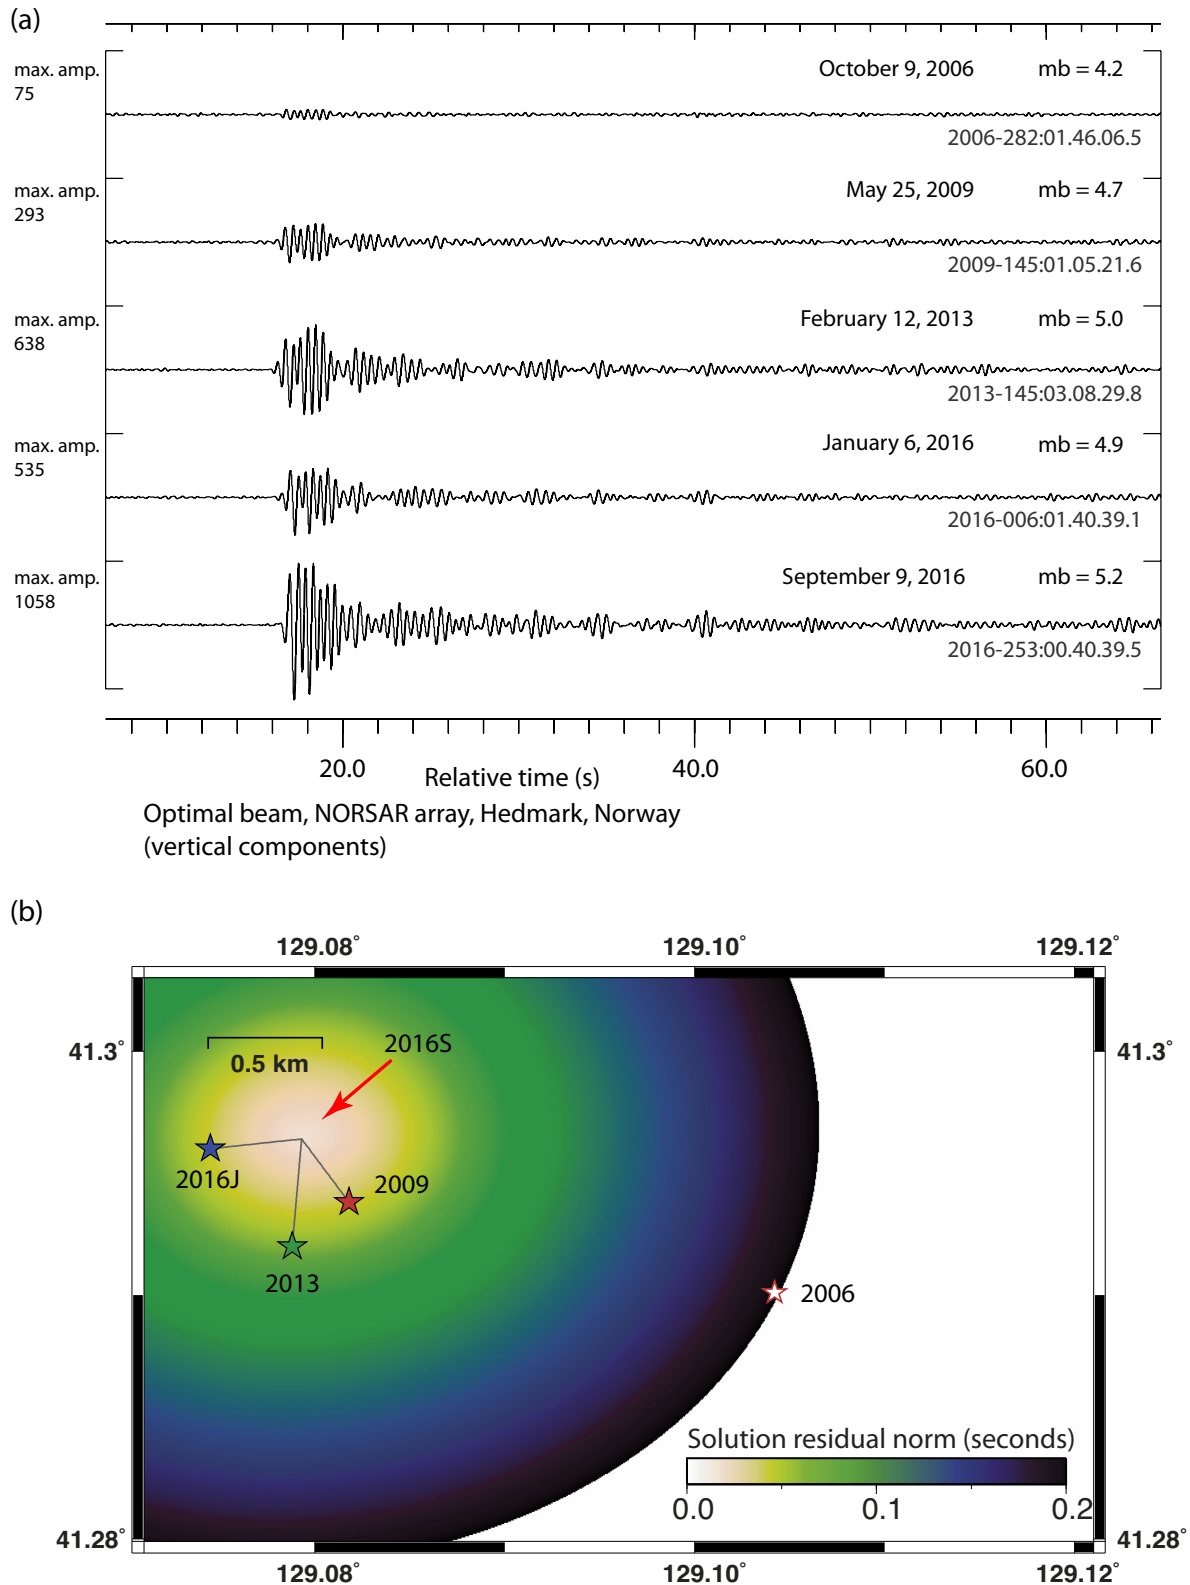 (a)
max. amp.
75
October 9, 2006 mb = 4.2
2006-282:01.46.06.5
max. amp.
293
May 25, 2009 mb = 4.7
2009-145:01.05.21.6
max. amp.
638
February 12, 2013 mb = 5.0
2013-145:03.08.29.8
max. amp.
535
January 6, 2016 mb = 4.9
2016-006:01.40.39.1
max. amp.
1058
September 9, 2016 mb = 5.2
2016-253:00.40.39.5
20.0 40.0 60.0
Relative time (s)
Optimal beam, NORSAR array, Hedmark, Norway
(vertical components)
(b)
129.08° 129.10° 129.12°
41.3° 41.3°
0.5 km
2016S
2016J
2009
2013
2006
Solution residual norm (seconds)
0.0 0.1 0.2
41.28° 41.28°
129.08° 129.10° 129.12°